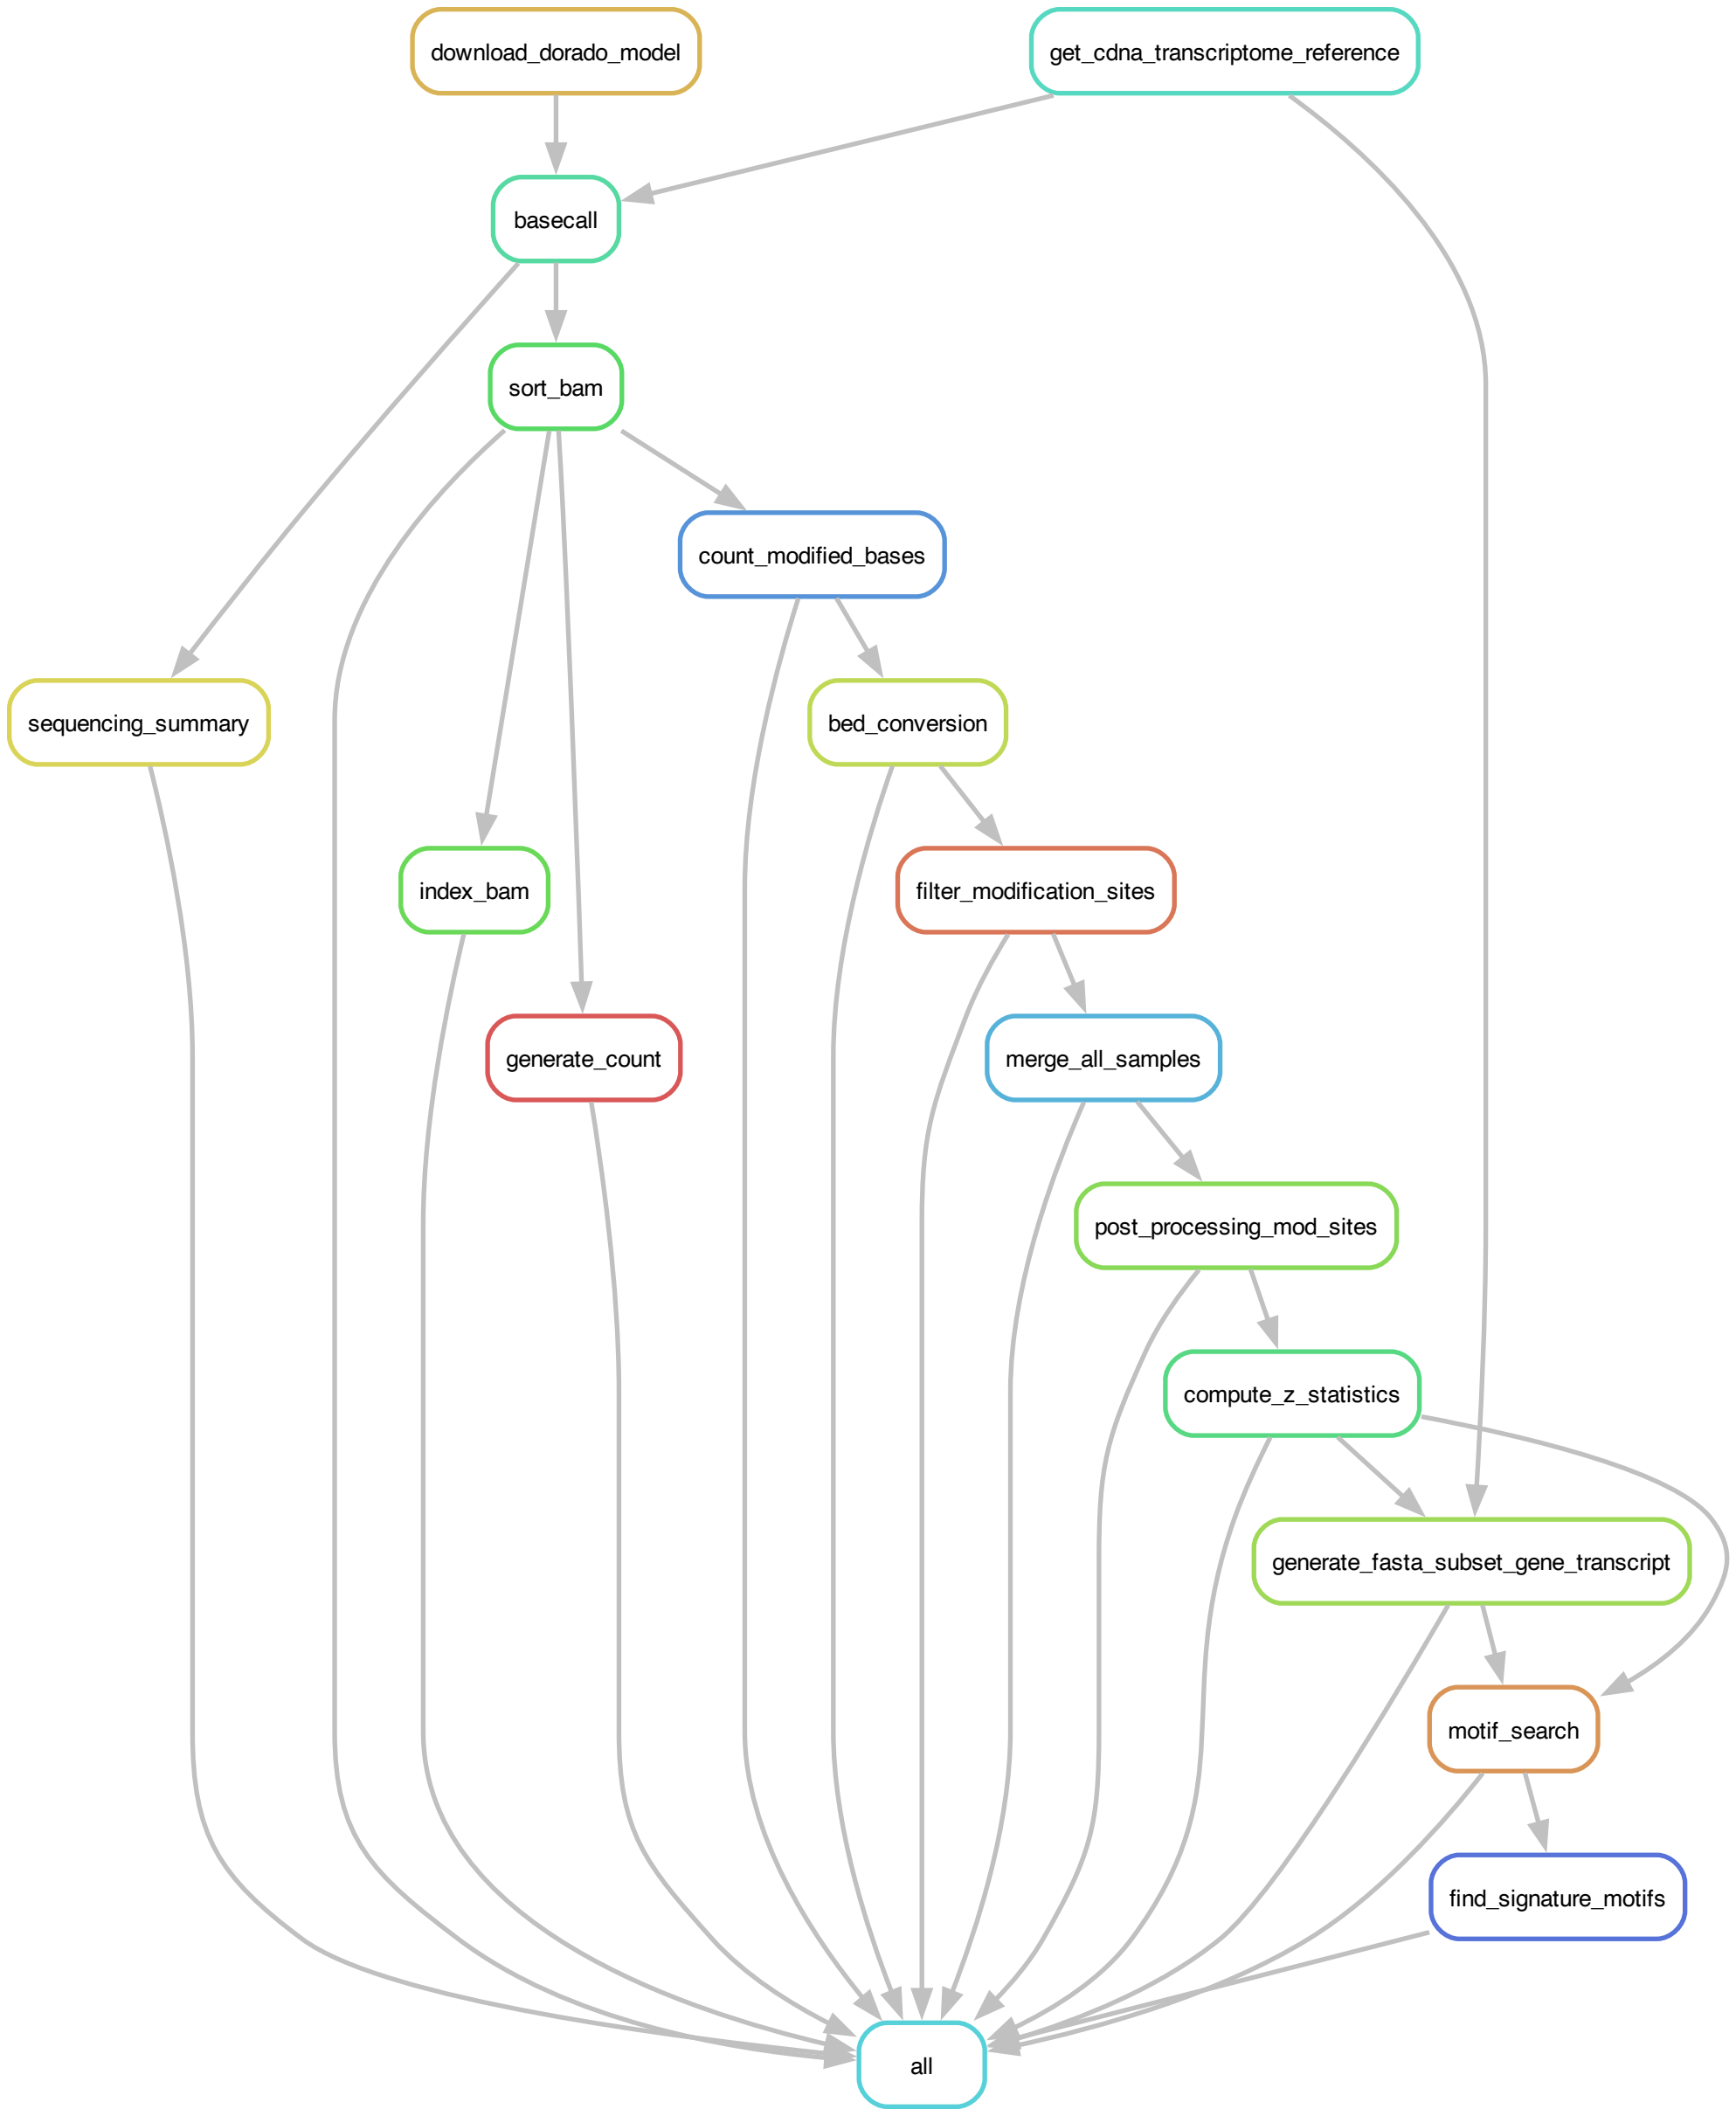 download_dorado_model
get_cdna_transcriptome_reference
basecall
sort_bam
count_modified_bases
sequencing_summary
bed_conversion
index_bam
filter_modification_sites
generate_count
merge_all_samples
post_processing_mod_sites
compute_z_statistics
generate_fasta_subset_gene_transcript
motif_search
find_signature_motifs
all